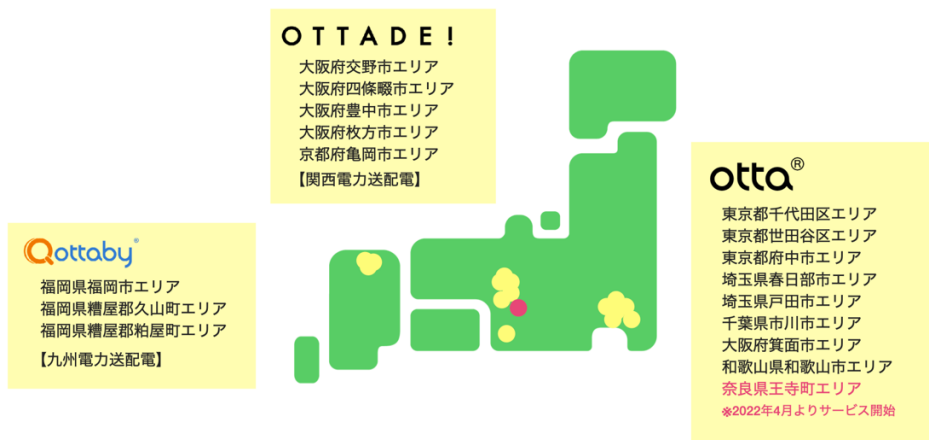 OTTADE!
大阪府交野市エリア
大阪府四條畷市エリア
大阪府豊中市エリア
大阪府枚方市エリア
京都府亀岡市エリア
【関西電力送配電】
Qottaby®
福岡県福岡市エリア
福岡県糟屋郡久山町エリア
福岡県糟屋郡粕屋町エリア
【九州電力送配電】
otta®
東京都千代田区エリア
東京都世田谷区エリア
東京都府中市エリア
埼玉県春日部市エリア
埼玉県戸田市エリア
千葉県市川市エリア
大阪府箕面市エリア
和歌山県和歌山市エリア
奈良県王寺町エリア
※2022年4月よりサービス開始